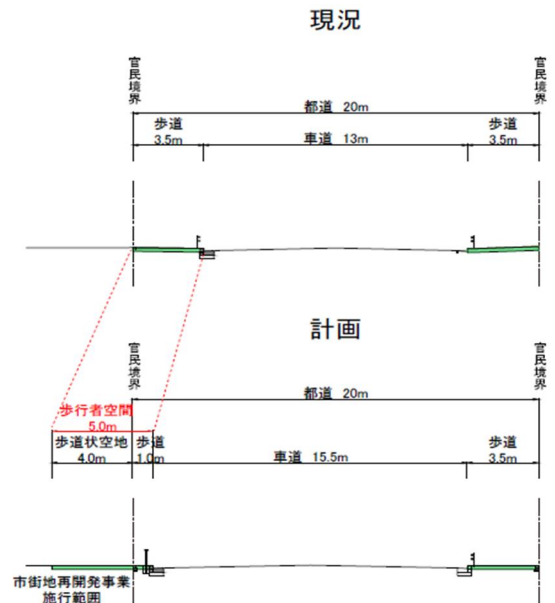 現況
官民境界
官民境界
都道 20m
歩道
3.5m
車道 13m
歩道
3.5m
計画
官民境界
官民境界
都道 20m
歩行者空間
5.0m
歩道状空地
4.0m
歩道
1.0m
車道 15.5m
歩道
3.5m
市街地再開発事業
施行範囲